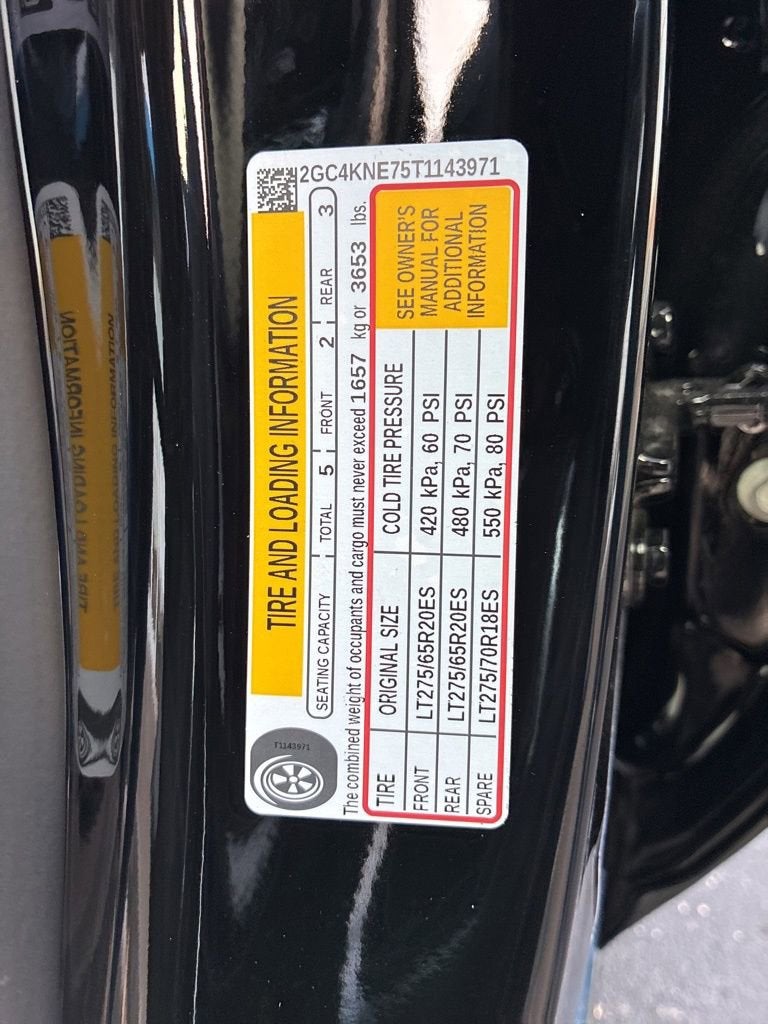 2GC4KNE75T1143971
TIRE AND LOADING INFORMATION
T1143971
SEATING CAPACITY TOTAL 5 FRONT 2 REAR 3
The combined weight of occupants and cargo must never exceed 1657 kg or 3653 lbs.
TIRE ORIGINAL SIZE COLD TIRE PRESSURE
FRONT LT275/65R20ES 420 kPa, 60 PSI
REAR LT275/65R20ES 480 kPa, 70 PSI
SPARE LT275/70R18ES 550 kPa, 80 PSI
SEE OWNER'S
MANUAL FOR
ADDITIONAL
INFORMATION